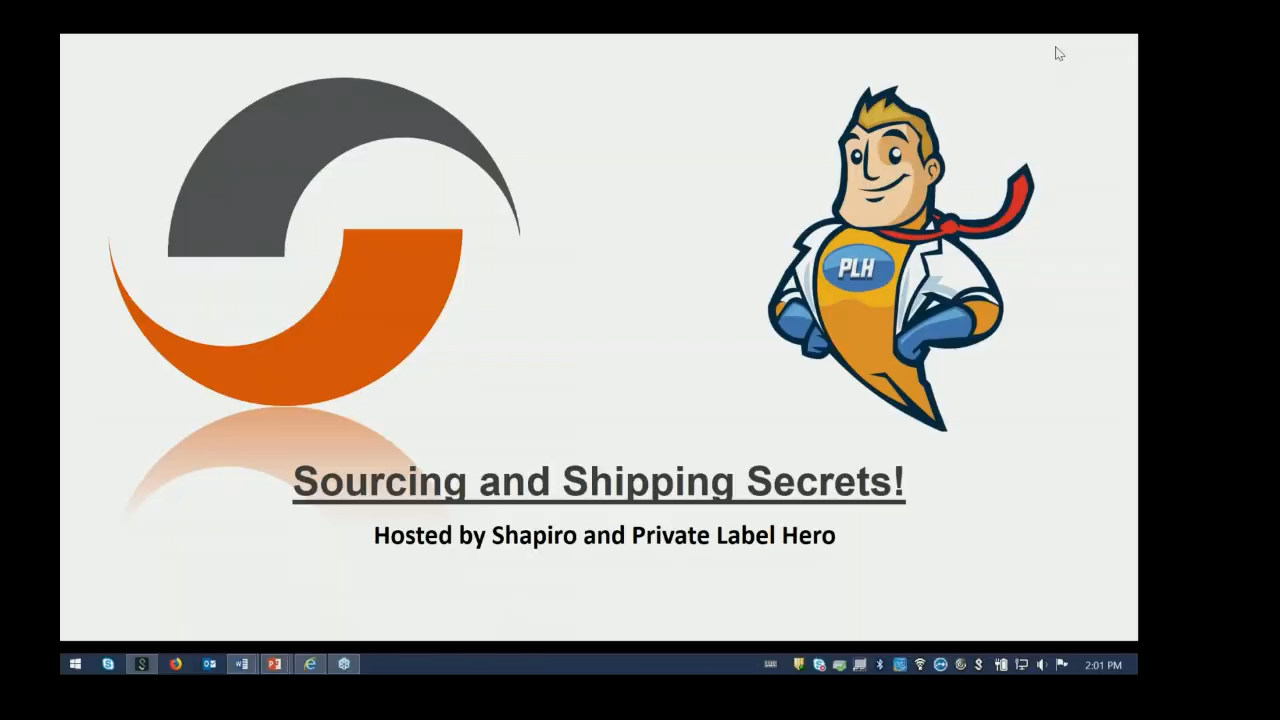 PLH
Sourcing and Shipping Secrets!
Hosted by Shapiro and Private Label Hero
2:01 PM